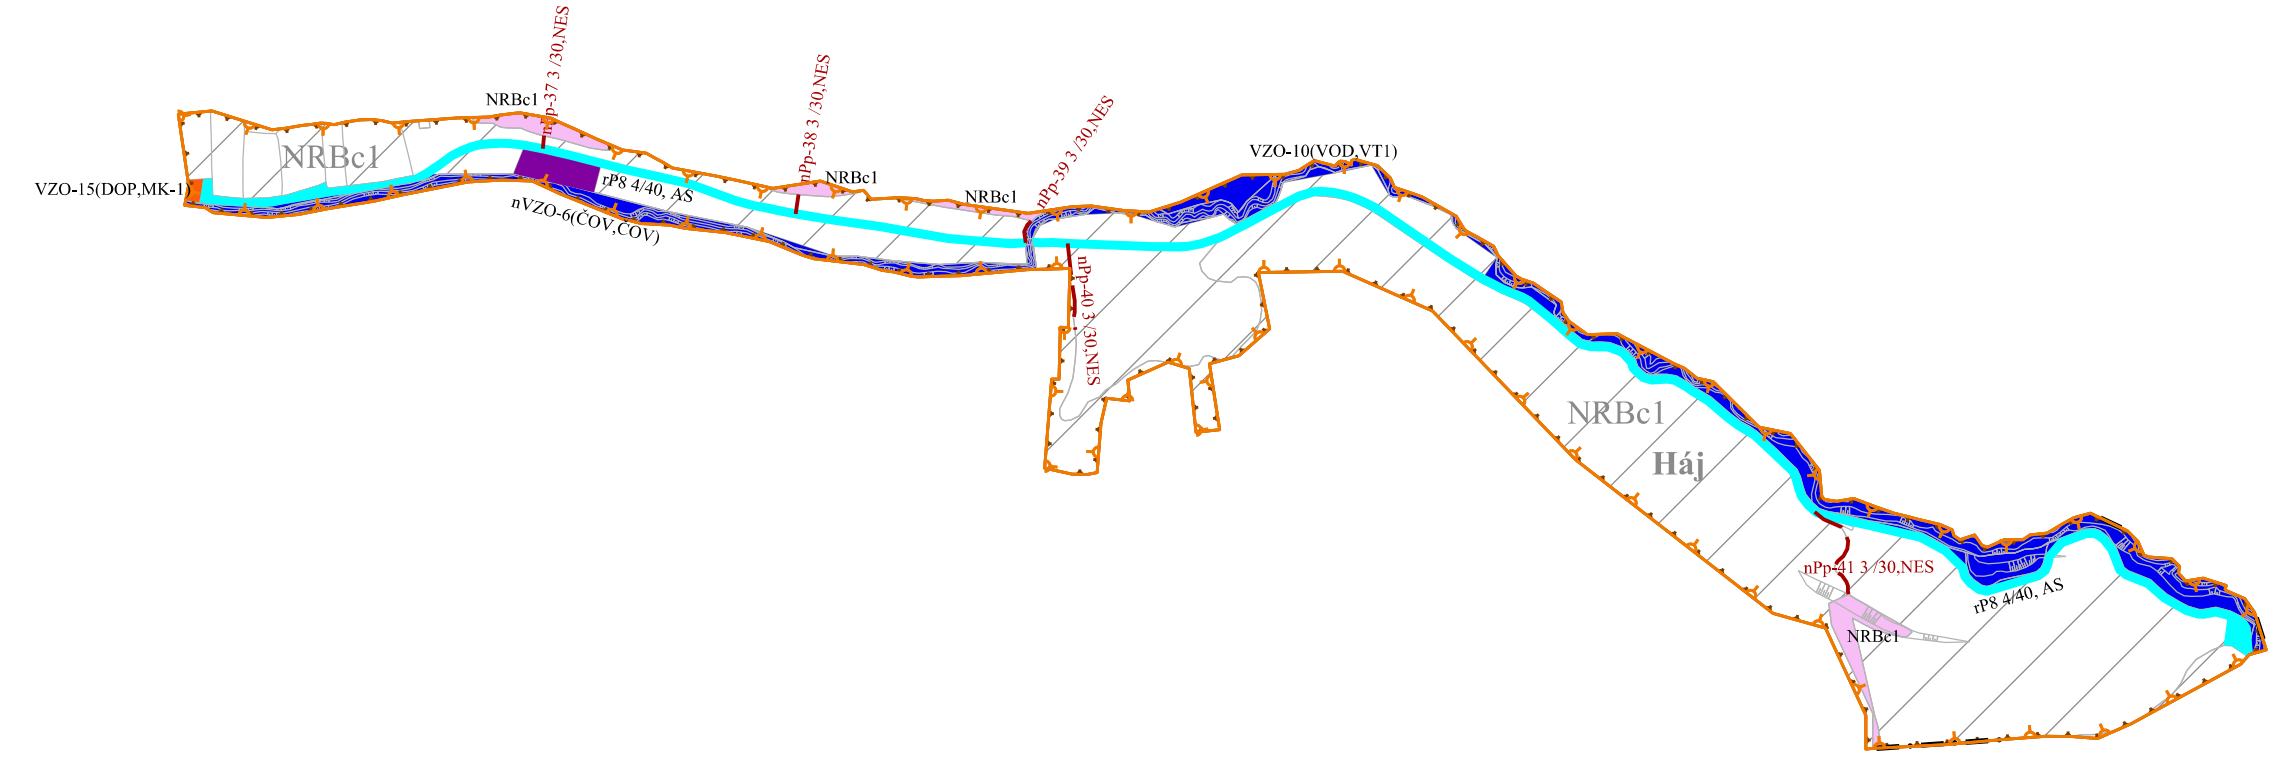 nPp-37 3 /30,NES
NRBc1
nPp-38 3 /30,NES
nPp-39 3 /30,NES
NRBc1
VZO-10(VOD,VT1)
NRBc1
VZO-15(DOP,MK-1)
rP8 4/40, AS
NRBc1
nVZO-6(ČOV,ČOV)
nPp-40 3 /30,NES
NRBc1
Háj
nPp-41 3 /30,NES
rP8 4/40, AS
NRBc1